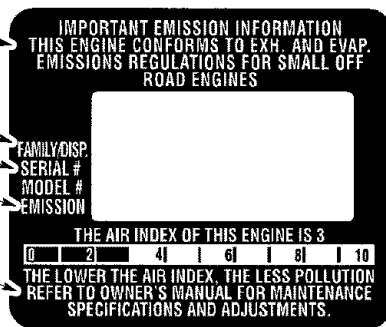 IMPORTANT EMISSION INFORMATION
THIS ENGINE CONFORMS TO EXH. AND EVAP.
EMISSIONS REGULATIONS FOR SMALL OFF
ROAD ENGINES
FAMILY/DISP.
SERIAL #
MODEL #
EMISSION
THE AIR INDEX OF THIS ENGINE IS 3
0 2 4 6 8 10
THE LOWER THE AIR INDEX, THE LESS POLLUTION
REFER TO OWNER'S MANUAL FOR MAINTENANCE
SPECIFICATIONS AND ADJUSTMENTS.